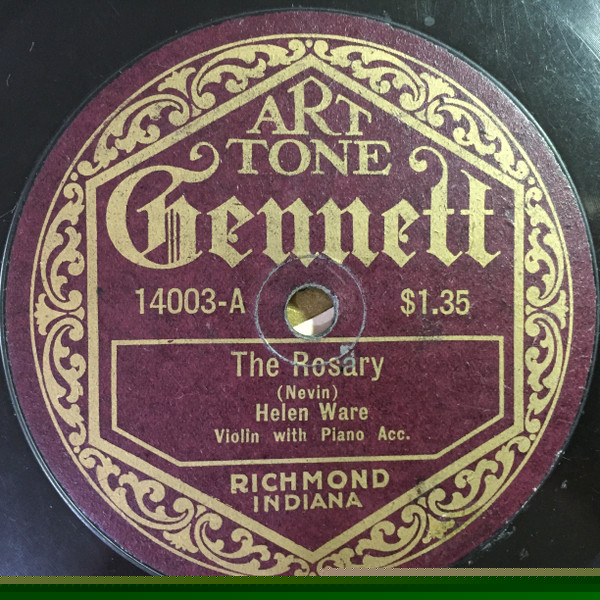 ART
TONE
Gennett
14003-A $1.35
The Rosary
(Nevin)
Helen Ware
Violin with Piano Acc.
RICHMOND
INDIANA